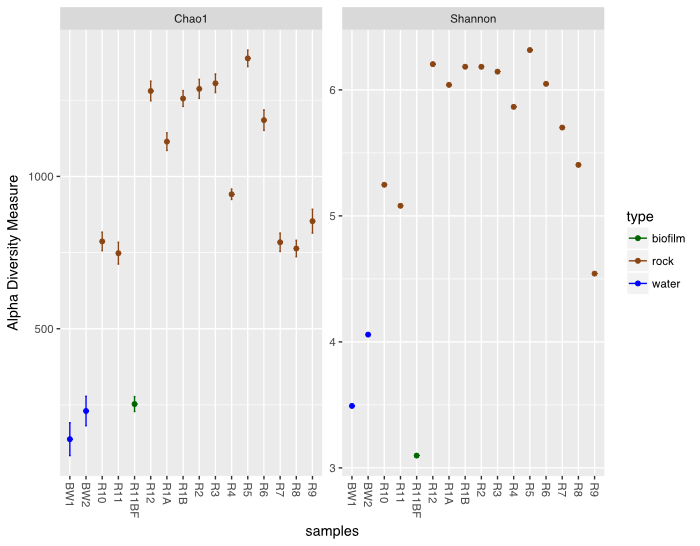 Chao1
Shannon
Alpha Diversity Measure
1000
500
6
5
4
3
BW1 BW2 R10 R11 R11BF R12 R1A R1B R2 R3 R4 R5 R6 R7 R8 R9
BW1 BW2 R10 R11 R11BF R12 R1A R1B R2 R3 R4 R5 R6 R7 R8 R9
samples
type
biofilm
rock
water